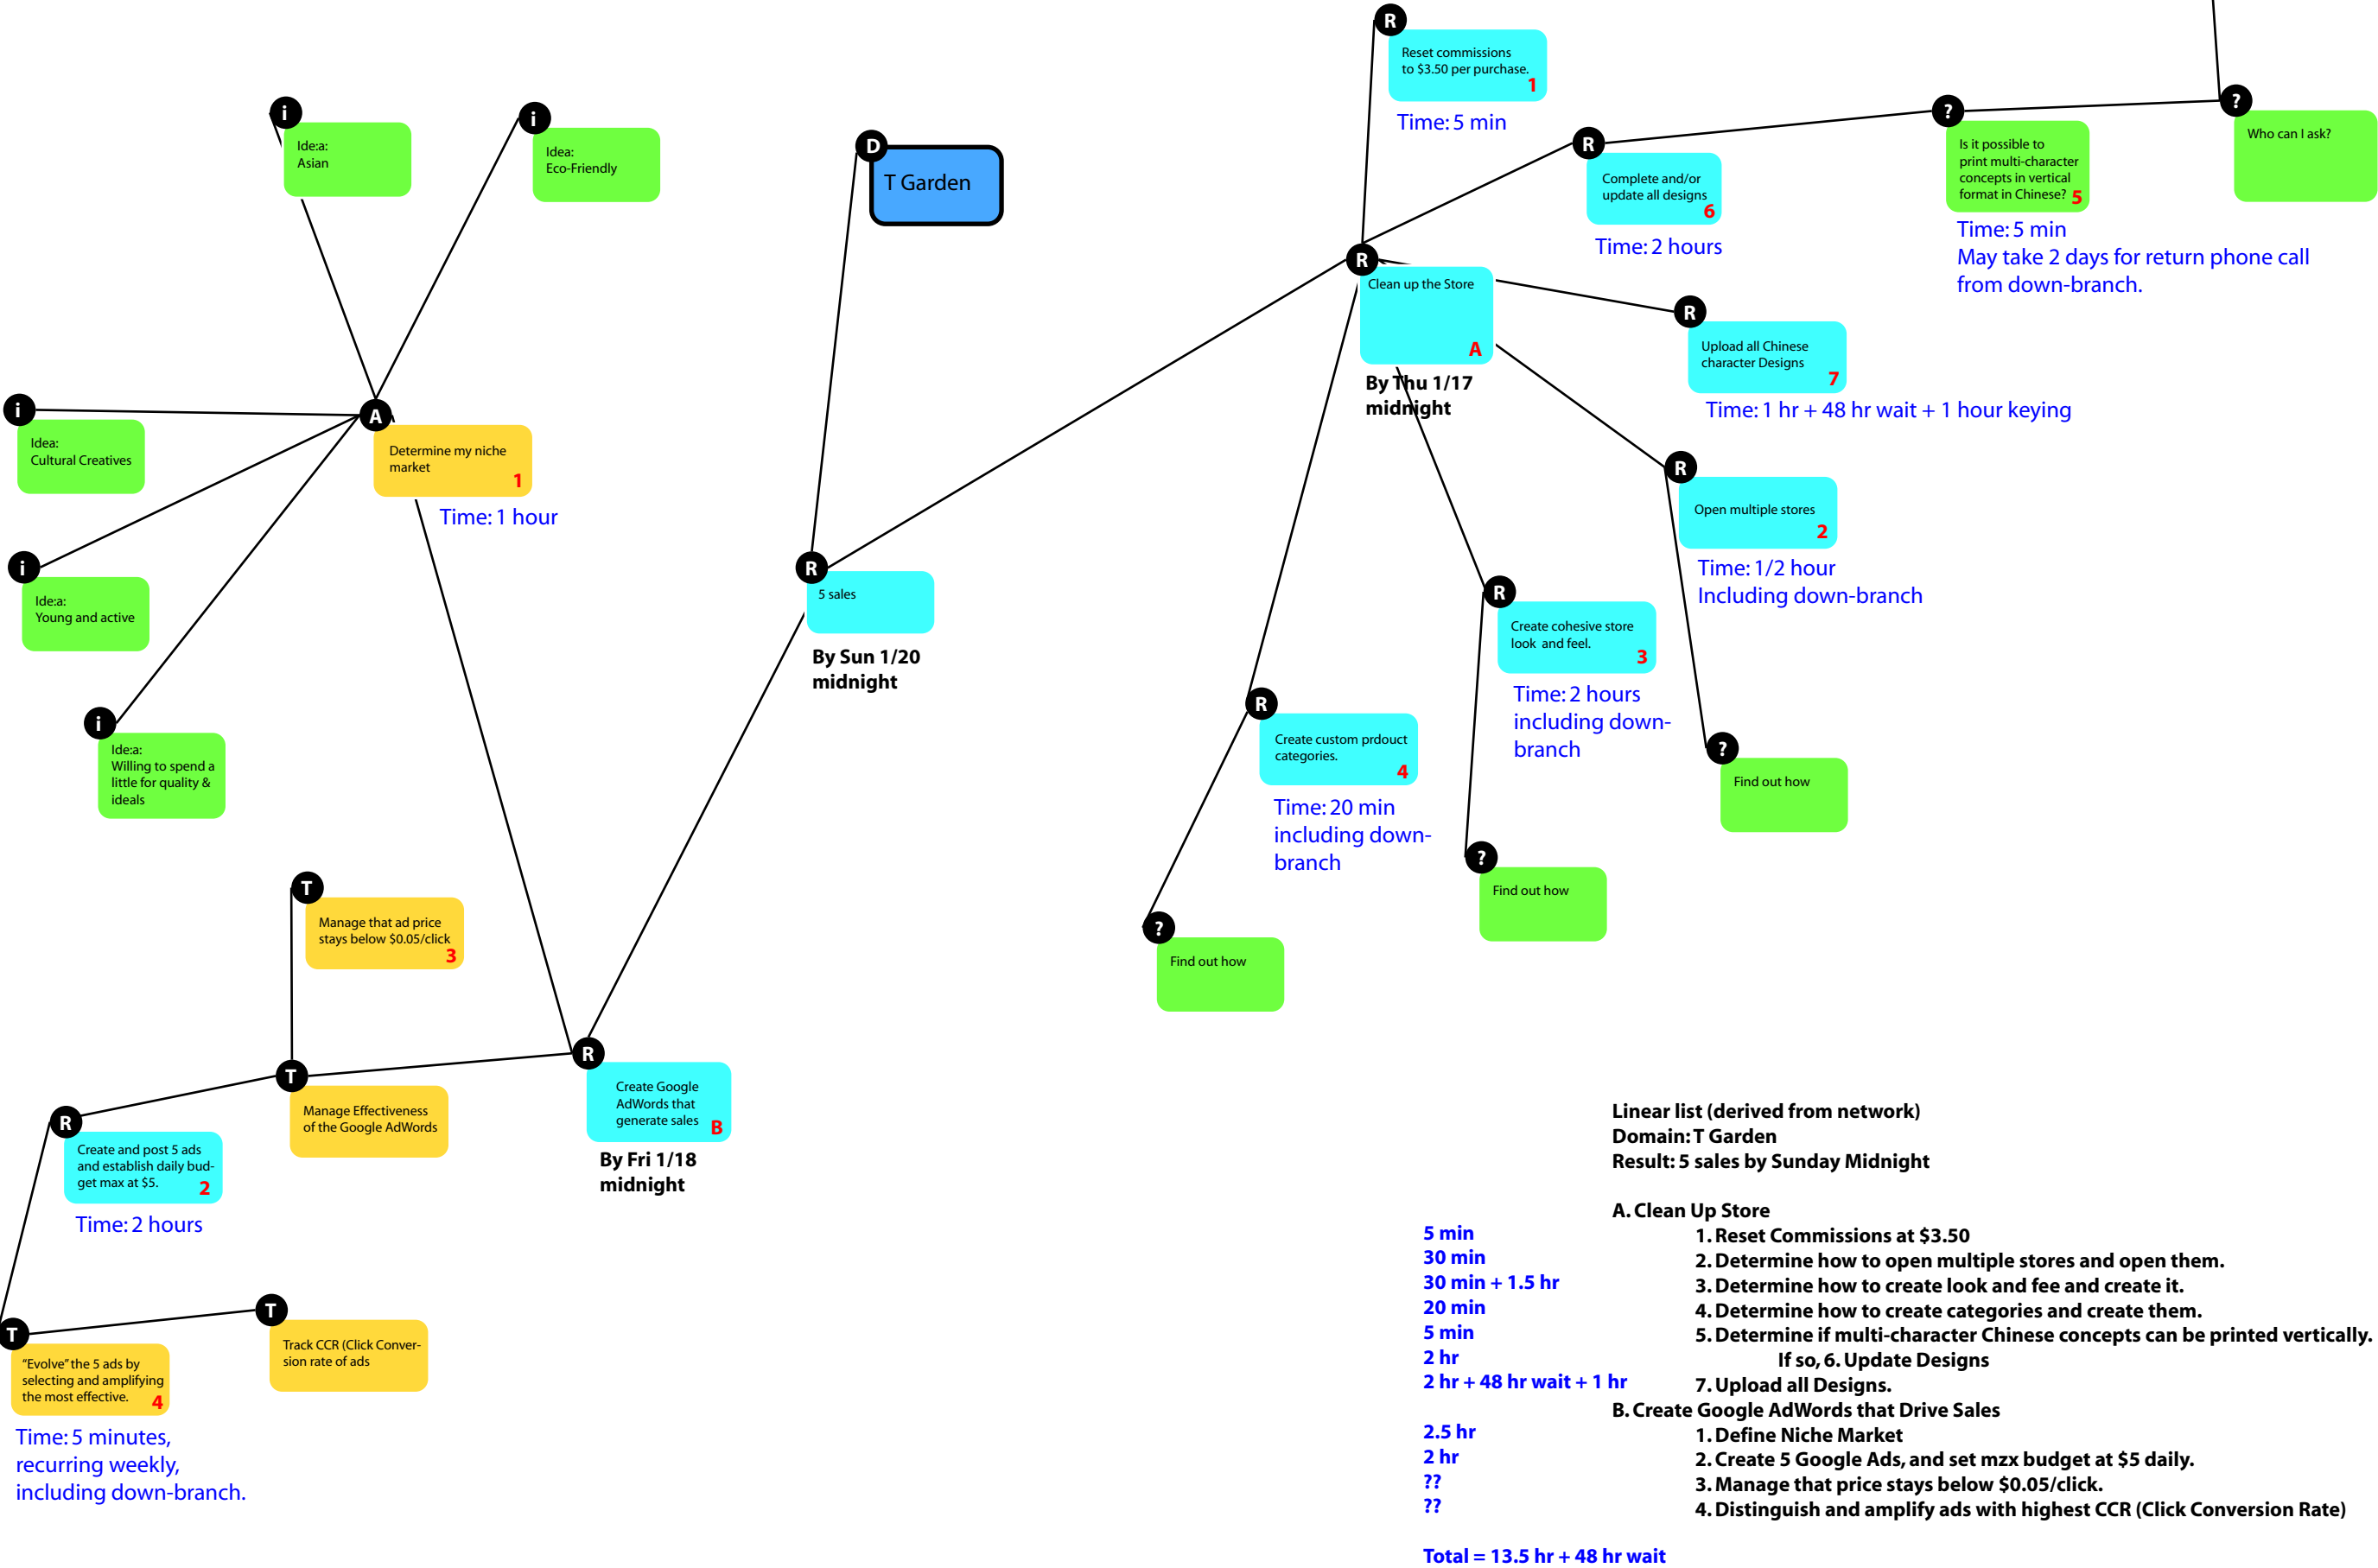 R
Reset commissions
to $3.50 per purchase.
1
Time: 5 min
i
Ide:a:
Asian
i
Idea:
Eco-Friendly
D
T Garden
R
Complete and/or
update all designs
6
Time: 2 hours
?
Is it possible to
print multi-character
concepts in vertical
format in Chinese?
5
Time: 5 min
May take 2 days for return phone call
from down-branch.
?
Who can I ask?
R
Clean up the Store
A
By Thu 1/17
midnight
R
Upload all Chinese
character Designs
7
Time: 1 hr + 48 hr wait + 1 hour keying
i
Idea:
Cultural Creatives
A
Determine my niche
market
1
Time: 1 hour
R
Open multiple stores
2
Time: 1/2 hour
Including down-branch
i
Ide:a:
Young and active
R
5 sales
By Sun 1/20
midnight
R
Create cohesive store
look and feel.
3
Time: 2 hours
including down-
branch
i
Ide:a:
Willing to spend a
little for quality &
ideals
R
Create custom prdouct
categories.
4
Time: 20 min
including down-
branch
?
Find out how
?
Find out how
?
Find out how
T
Manage that ad price
stays below $0.05/click
3
T
Manage Effectiveness
of the Google AdWords
R
Create Google
AdWords that
generate sales
B
By Fri 1/18
midnight
R
Create and post 5 ads
and establish daily bud-
get max at $5.
2
Time: 2 hours
T
"Evolve" the 5 ads by
selecting and amplifying
the most effective.
4
Time: 5 minutes,
recurring weekly,
including down-branch.
T
Track CCR (Click Conver-
sion rate of ads
Linear list (derived from network)
Domain: T Garden
Result: 5 sales by Sunday Midnight
A. Clean Up Store
5 min 1. Reset Commissions at $3.50
30 min 2. Determine how to open multiple stores and open them.
30 min + 1.5 hr 3. Determine how to create look and fee and create it.
20 min 4. Determine how to create categories and create them.
5 min 5. Determine if multi-character Chinese concepts can be printed vertically.
2 hr If so, 6. Update Designs
2 hr + 48 hr wait + 1 hr 7. Upload all Designs.
B. Create Google AdWords that Drive Sales
2.5 hr 1. Define Niche Market
2 hr 2. Create 5 Google Ads, and set mzx budget at $5 daily.
?? 3. Manage that price stays below $0.05/click.
?? 4. Distinguish and amplify ads with highest CCR (Click Conversion Rate)
Total = 13.5 hr + 48 hr wait